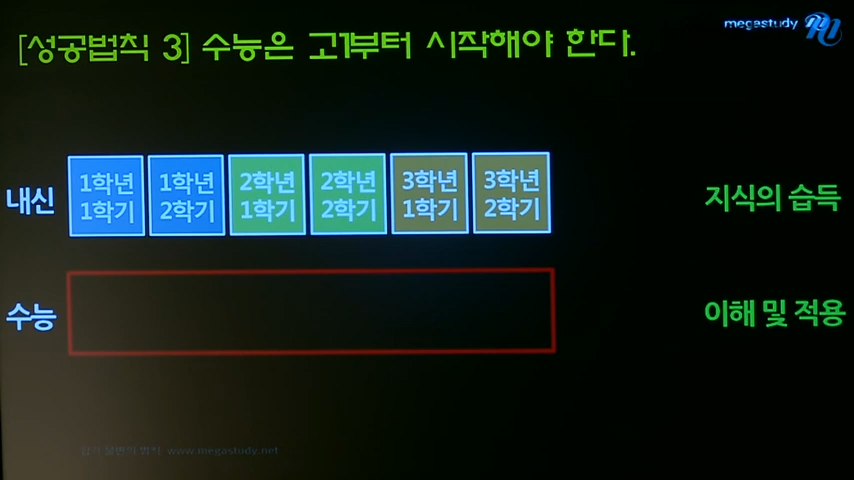 megastudy
[성공법칙 3] 수능은 고1부터 시작해야 한다.
내신
1학년
1학기
1학년
2학기
2학년
1학기
2학년
2학기
3학년
1학기
3학년
2학기
지식의 습득
수능
이해 및 적용
www.megastudy.net